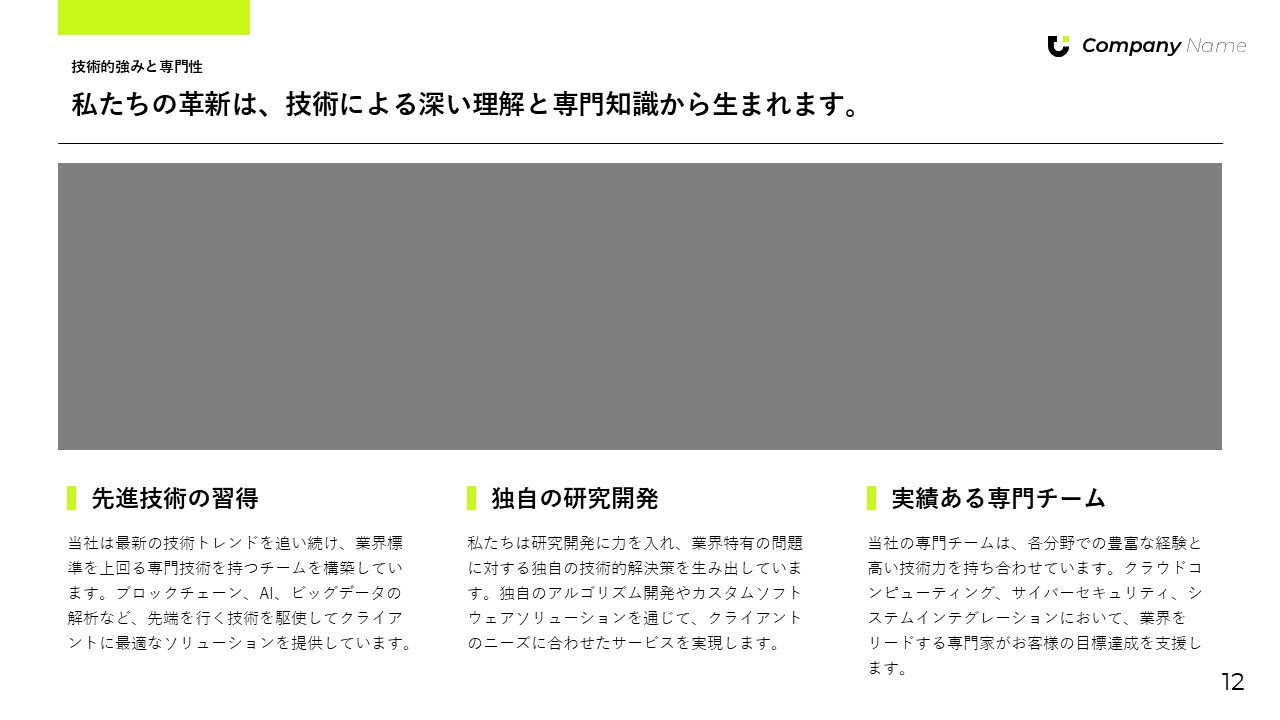 Company Name
技術的強みと専門性
私たちの革新は、技術による深い理解と専門知識から生まれます。
先進技術の習得
当社は最新の技術トレンドを追い続け、業界標
準を上回る専門技術を持つチームを構築してい
ます。ブロックチェーン、AI、ビッグデータの
解析など、先端を行く技術を駆使してクライア
ントに最適なソリューションを提供しています。
独自の研究開発
私たちは研究開発に力を入れ、業界特有の問題
に対する独自の技術的解決策を生み出していま
す。独自のアルゴリズム開発やカスタムソフト
ウェアソリューションを通じて、クライアント
のニーズに合わせたサービスを実現します。
実績ある専門チーム
当社の専門チームは、各分野での豊富な経験と
高い技術力を持ち合わせています。クラウドコ
ンピューティング、サイバーセキュリティ、シ
ステムインテグレーションにおいて、業界を
リードする専門家がお客様の目標達成を支援し
ます。
12